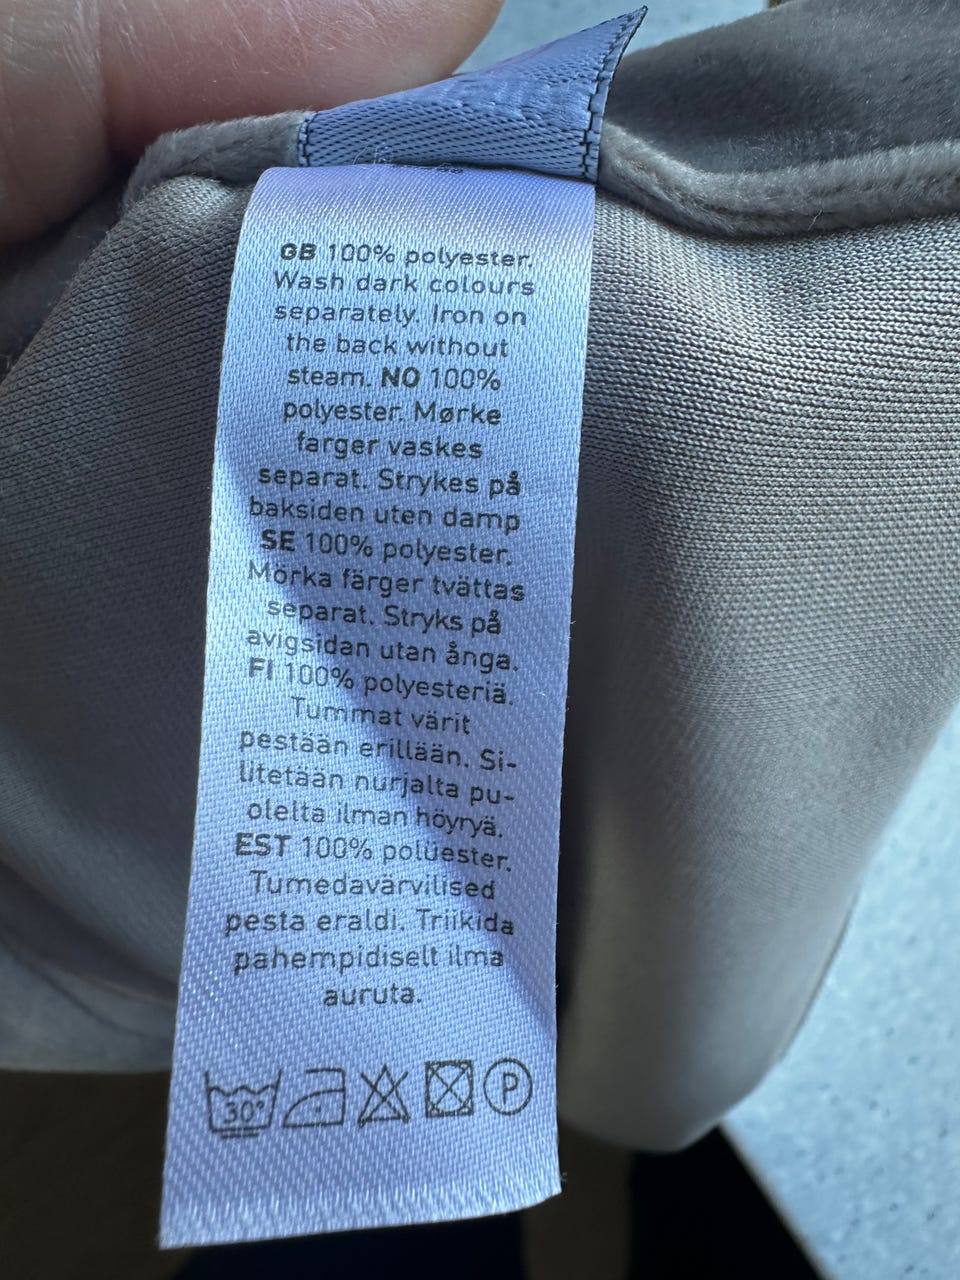 GB 100% polyester.
Wash dark colours
separately. Iron on
the back without
steam. NO 100%
polyester. Mørke
farger vaskes
separat. Strykes på
baksiden uten damp
SE 100% polyester.
Mörka färger tvättas
separat. Stryks på
avigsidan utan ånga.
FI 100% polyesteriä.
Tummat värit
pestään erillään. Si-
litetään nurjalta pu-
olelta ilman höyryä.
EST 100% polüester.
Tumedavärvilised
pesta eraldi. Triikida
pahempidiselt ilma
auruta.
30° P